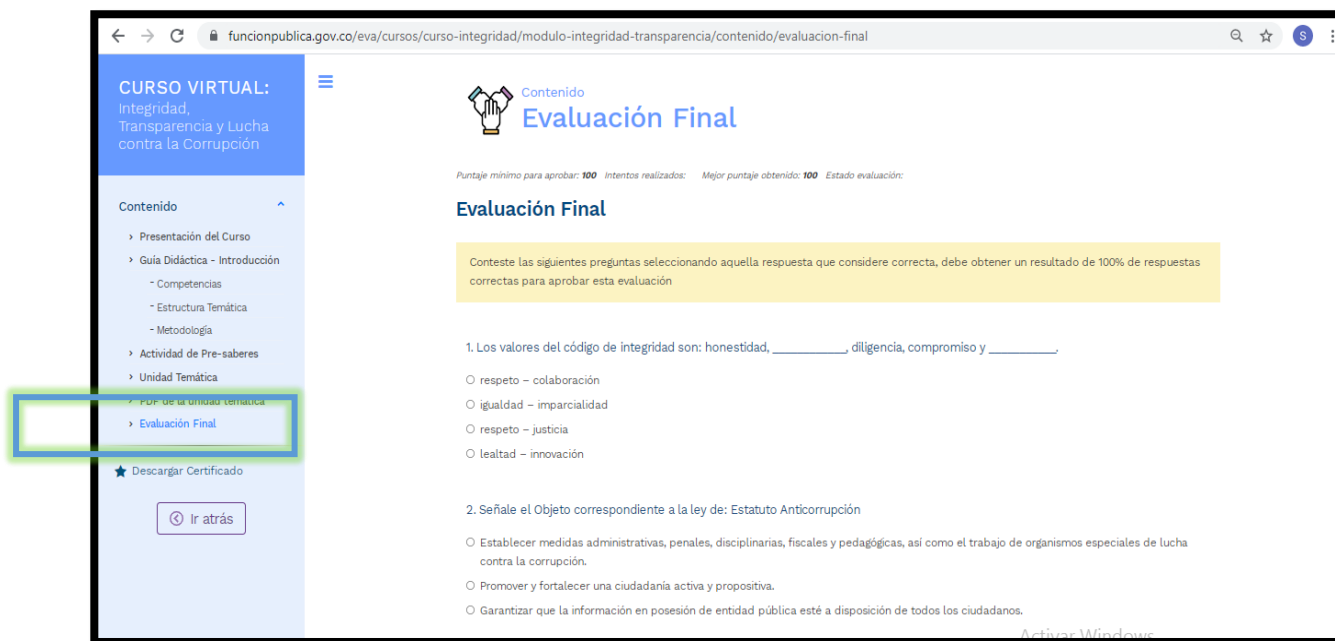 funcionpublica.gov.co/eva/cursos/curso-integridad/modulo-integridad-transparencia/contenido/evaluacion-final
S
CURSO VIRTUAL:
Integridad,
Transparencia y Lucha
contra la Corrupción
Contenido
Evaluación Final
Puntaje mínimo para aprobar: 100 Intentos realizados: Mejor puntaje obtenido: 100 Estado evaluación:
Contenido
› Presentación del Curso
› Guía Didáctica - Introducción
- Competencias
- Estructura Temática
- Metodología
› Actividad de Pre-saberes
› Unidad Temática
› PDF de la unidad temática
› Evaluación Final
Descargar Certificado
Ir atrás
Evaluación Final
Conteste las siguientes preguntas seleccionando aquella respuesta que considere correcta, debe obtener un resultado de 100% de respuestas
correctas para aprobar esta evaluación
1. Los valores del código de integridad son: honestidad, ___________, diligencia, compromiso y __________.
respeto – colaboración
igualdad – imparcialidad
respeto – justicia
lealtad – innovación
2. Señale el Objeto correspondiente a la ley de: Estatuto Anticorrupción
Establecer medidas administrativas, penales, disciplinarias, fiscales y pedagógicas, así como el trabajo de organismos especiales de lucha
contra la corrupción.
Promover y fortalecer una ciudadanía activa y propositiva.
Garantizar que la información en posesión de entidad pública esté a disposición de todos los ciudadanos.
Activar Windows